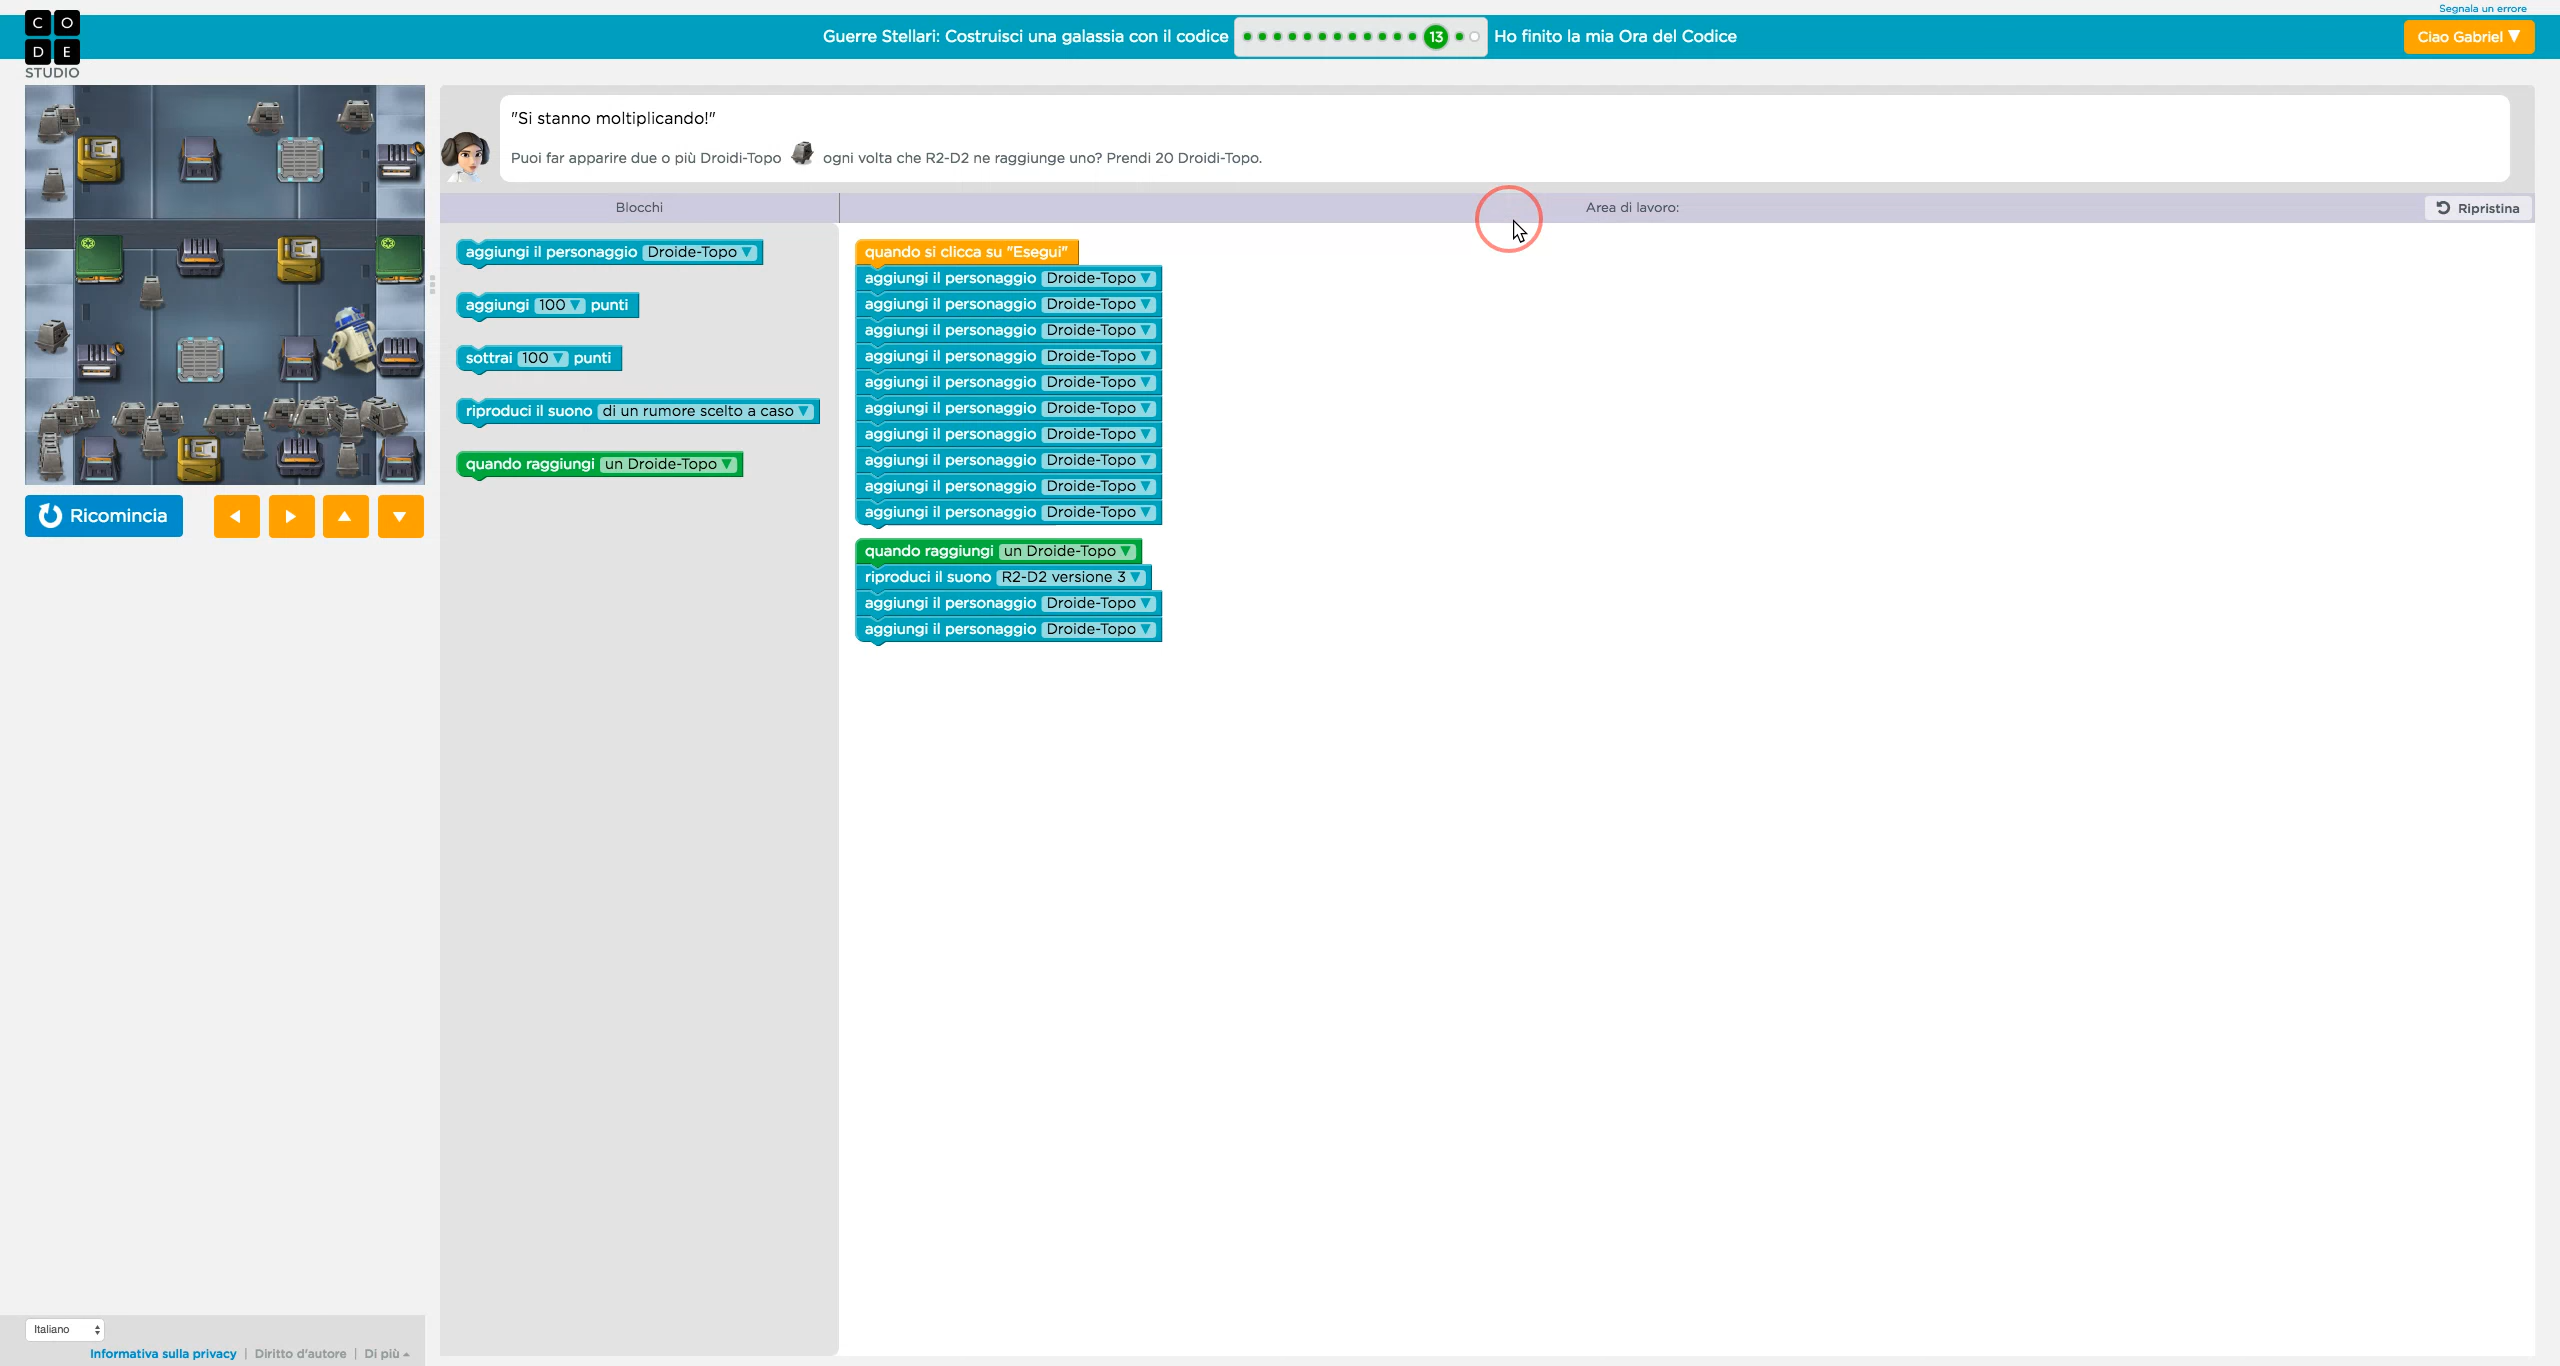 Segnala un errore
C O
D E
STUDIO
Guerre Stellari: Costruisci una galassia con il codice 13 Ho finito la mia Ora del Codice
Ciao Gabriel ▼
"Si stanno moltiplicando!"
Puoi far apparire due o più Droidi-Topo ogni volta che R2-D2 ne raggiunge uno? Prendi 20 Droidi-Topo.
Blocchi
Area di lavoro:
Ripristina
aggiungi il personaggio Droide-Topo ▼
aggiungi 100 ▼ punti
sottrai 100 ▼ punti
riproduci il suono di un rumore scelto a caso ▼
quando raggiungi un Droide-Topo ▼
quando si clicca su "Esegui"
aggiungi il personaggio Droide-Topo ▼
aggiungi il personaggio Droide-Topo ▼
aggiungi il personaggio Droide-Topo ▼
aggiungi il personaggio Droide-Topo ▼
aggiungi il personaggio Droide-Topo ▼
aggiungi il personaggio Droide-Topo ▼
aggiungi il personaggio Droide-Topo ▼
aggiungi il personaggio Droide-Topo ▼
aggiungi il personaggio Droide-Topo ▼
aggiungi il personaggio Droide-Topo ▼
quando raggiungi un Droide-Topo ▼
riproduci il suono R2-D2 versione 3 ▼
aggiungi il personaggio Droide-Topo ▼
aggiungi il personaggio Droide-Topo ▼
Ricomincia
Italiano
Informativa sulla privacy | Diritto d'autore | Di più